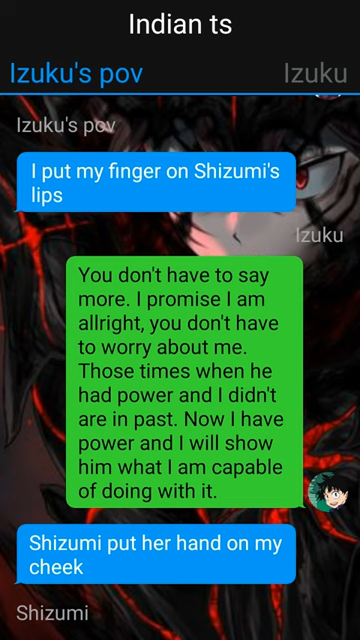 Indian ts
Izuku's pov
Izuku
Izuku's pov
I put my finger on Shizumi's
lips
Izuku
You don't have to say
more. I promise I am
allright, you don't have
to worry about me.
Those times when he
had power and I didn't
are in past. Now I have
power and I will show
him what I am capable
of doing with it.
Shizumi put her hand on my
cheek
Shizumi